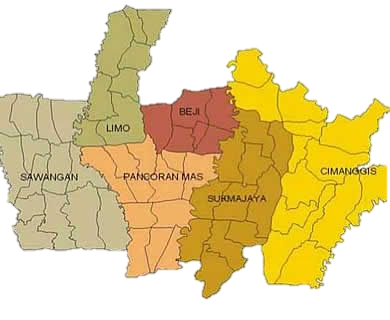 BEJI
LIMO
SAWANGAN
PANCORAN MAS
CIMANGGIS
SUKMAJAYA